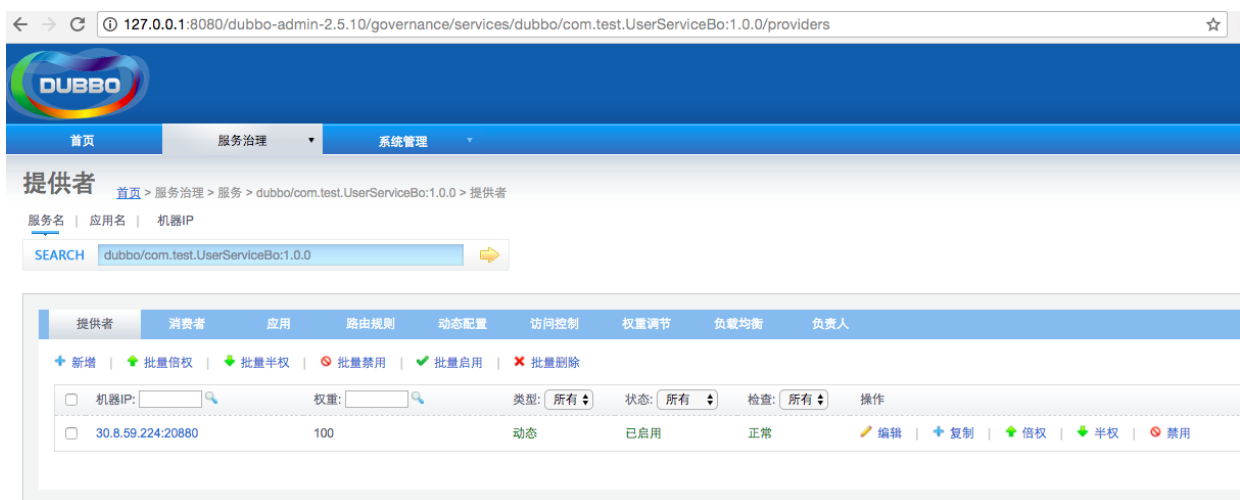 127.0.0.1:8080/dubbo-admin-2.5.10/governance/services/dubbo/com.test.UserServiceBo:1.0.0/providers
DUBBO
首页 服务治理 系统管理
提供者 首页 > 服务治理 > 服务 > dubbo/com.test.UserServiceBo:1.0.0 > 提供者
服务名 | 应用名 | 机器IP
SEARCH dubbo/com.test.UserServiceBo:1.0.0
提供者 消费者 应用 路由规则 动态配置 访问控制 权重调节 负载均衡 负责人
新增 | 批量倍权 | 批量半权 | 批量禁用 | 批量启用 | 批量删除
机器IP: 权重: 类型: 所有 状态: 所有 检查: 所有 操作
30.8.59.224:20880 100 动态 已启用 正常 编辑 | 复制 | 倍权 | 半权 | 禁用